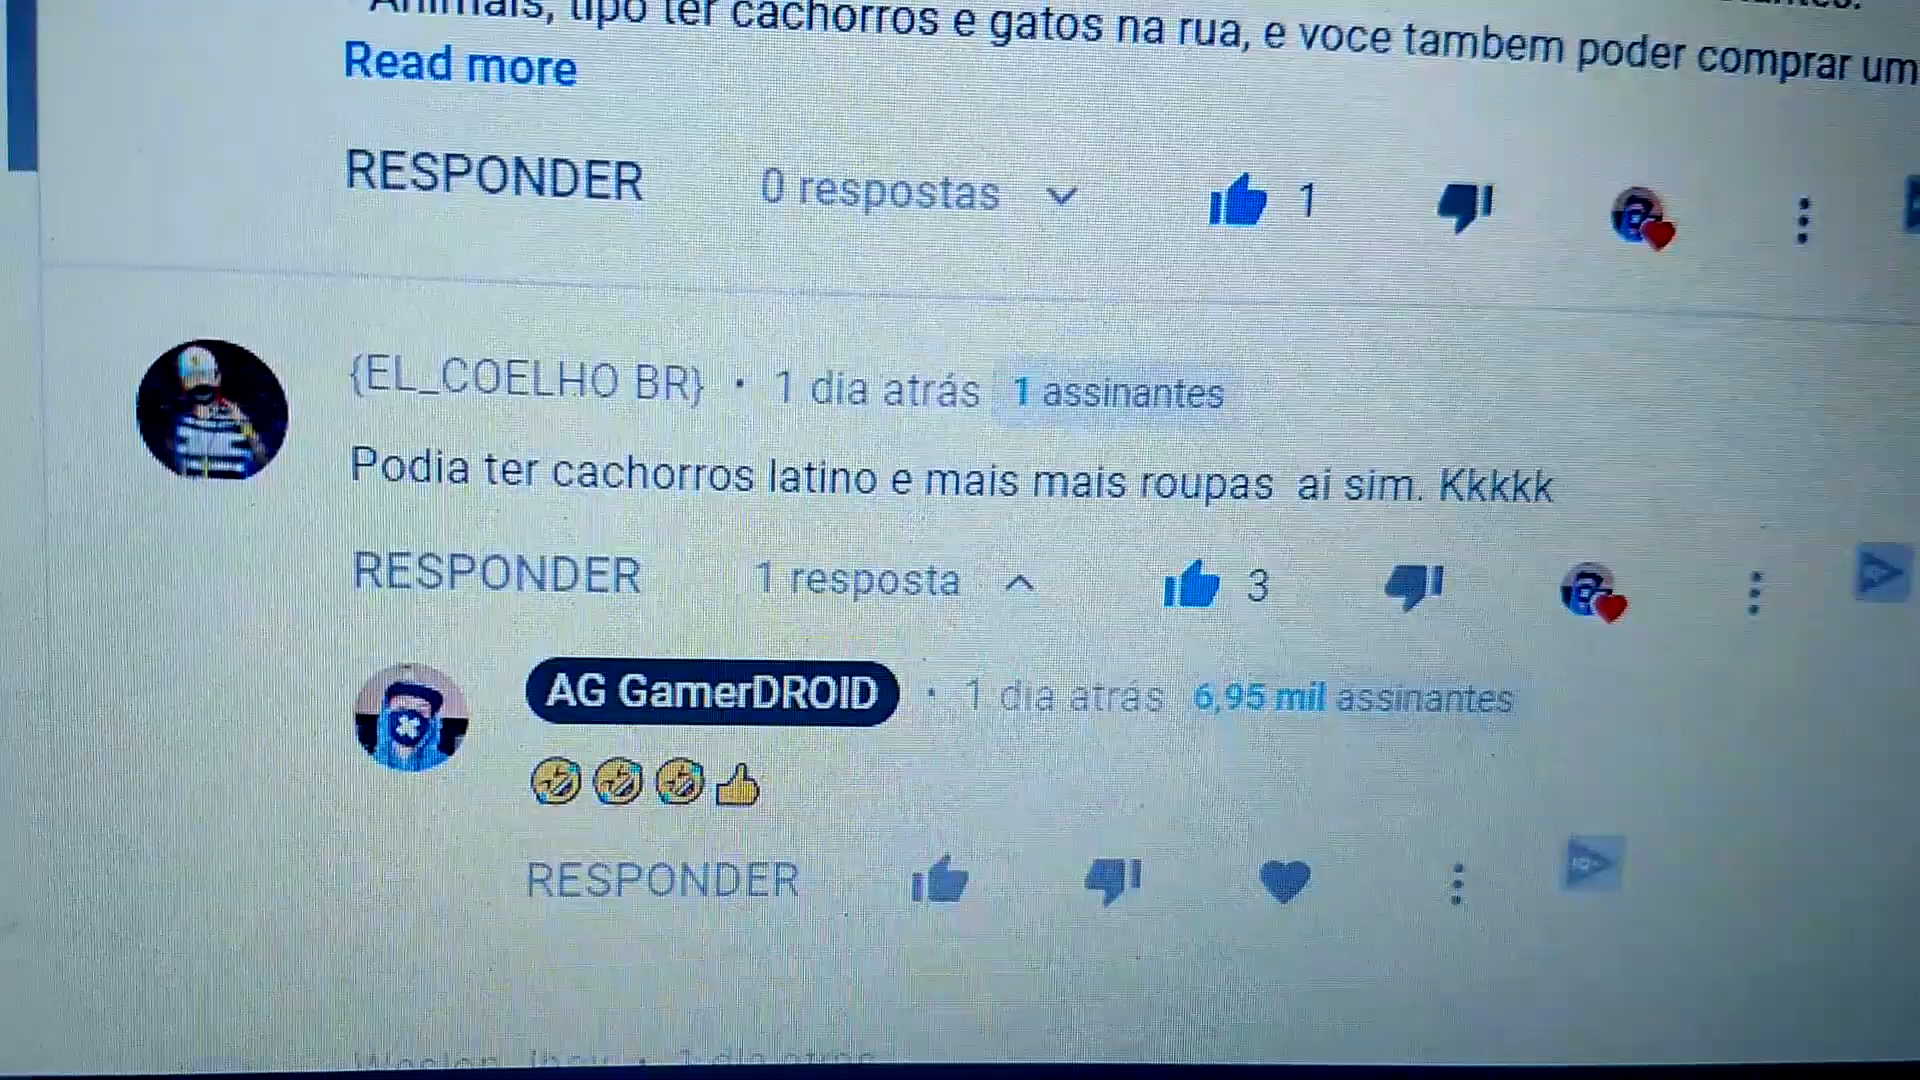 Animais, tipo ter cachorros e gatos na rua, e voce tambem poder comprar um
Read more
RESPONDER 0 respostas 1
{EL_COELHO BR} · 1 dia atrás 1 assinantes
Podia ter cachorros latino e mais mais roupas ai sim. Kkkkk
RESPONDER 1 resposta 3
AG GamerDROID · 1 dia atrás 6,95 mil assinantes
🤣🤣🤣👍
RESPONDER